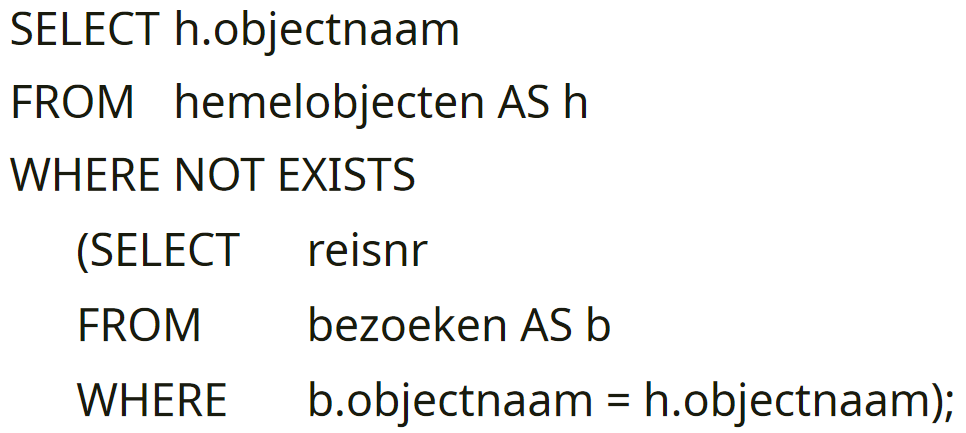 SELECT h.objectnaam
FROM hemelobjecten AS h
WHERE NOT EXISTS
(SELECT reisnr
FROM bezoeken AS b
WHERE b.objectnaam = h.objectnaam);